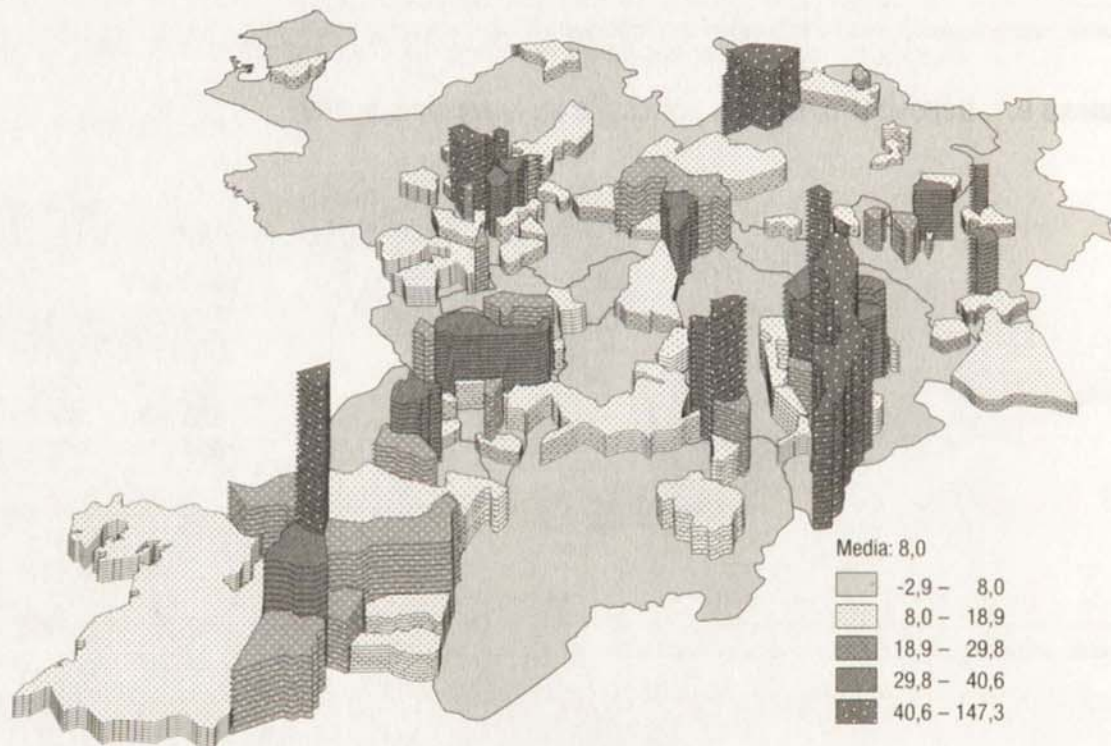 Media: 8,0
-2,9 – 8,0
8,0 – 18,9
18,9 – 29,8
29,8 – 40,6
40,6 – 147,3